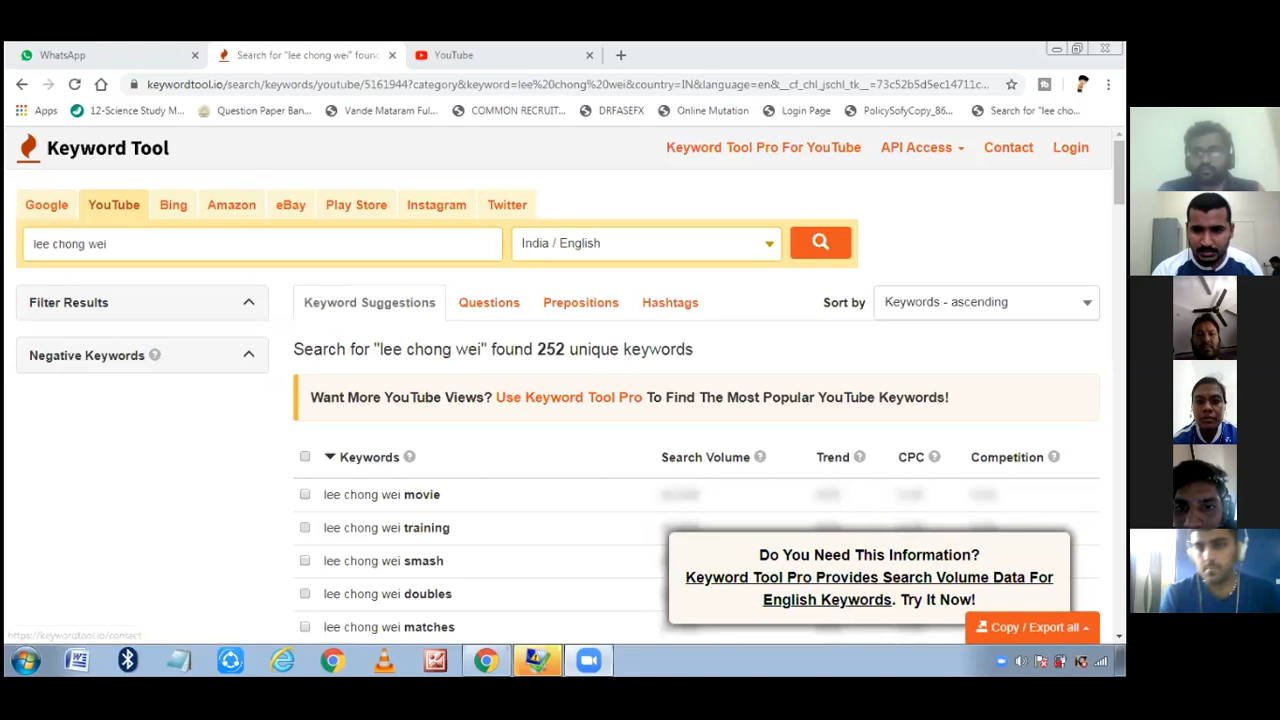 WhatsApp
Search for "lee chong wei" found
YouTube
keywordtool.io/search/keywords/youtube/5161944?category&keyword=lee%20chong%20wei&country=IN&language=en&__cf_chl_jschl_tk__=73c52b5d5ec14711c...
Apps
12-Science Study M...
Question Paper Ban...
Vande Mataram Ful...
COMMON RECRUIT...
DRFASEFX
Online Mutation
Login Page
PolicySofyCopy_86...
Search for "lee cho...
Keyword Tool
Keyword Tool Pro For YouTube
API Access
Contact
Login
Google
YouTube
Bing
Amazon
eBay
Play Store
Instagram
Twitter
lee chong wei
India / English
Filter Results
Keyword Suggestions
Questions
Prepositions
Hashtags
Sort by
Keywords - ascending
Negative Keywords
Search for "lee chong wei" found 252 unique keywords
Want More YouTube Views? Use Keyword Tool Pro To Find The Most Popular YouTube Keywords!
Keywords
Search Volume
Trend
CPC
Competition
lee chong wei movie
lee chong wei training
lee chong wei smash
lee chong wei doubles
lee chong wei matches
Do You Need This Information?
Keyword Tool Pro Provides Search Volume Data For
English Keywords. Try It Now!
Copy / Export all
https://keywordtool.io/contact